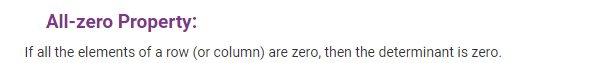 All-zero Property:
If all the elements of a row (or column) are zero, then the determinant is zero.